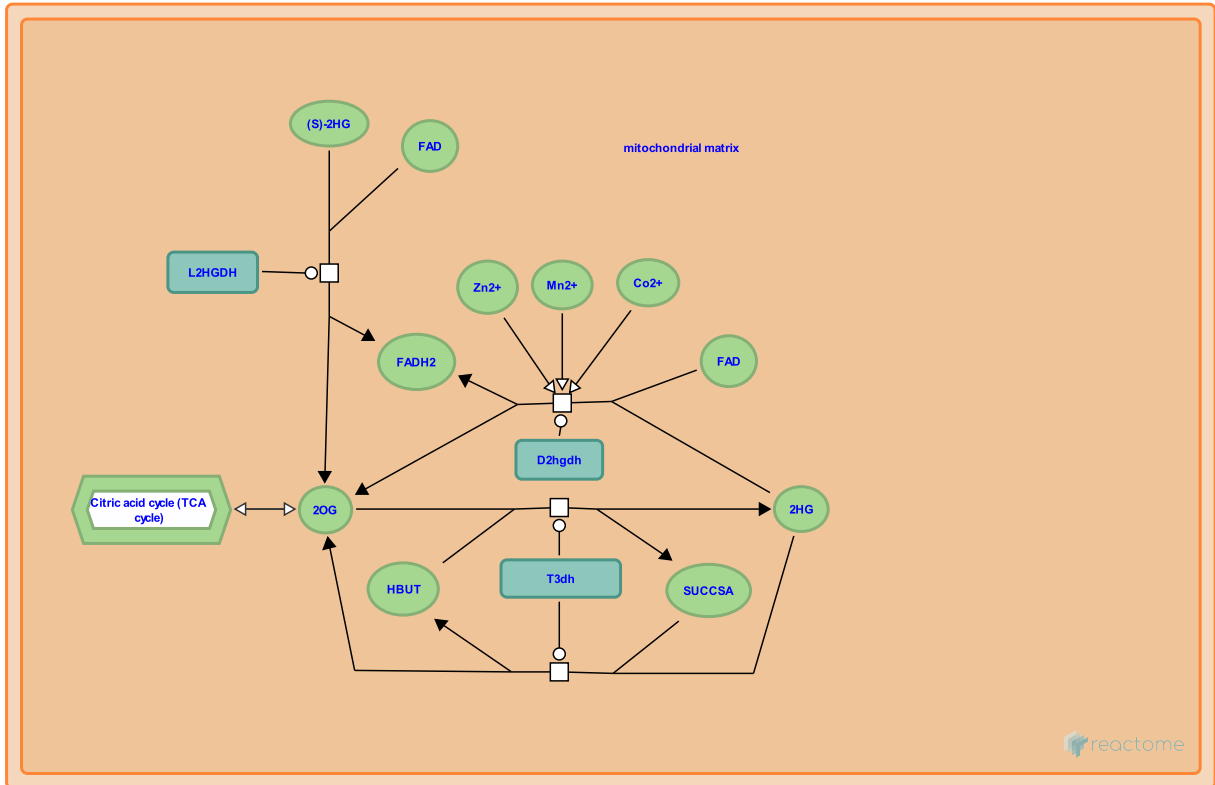 (S)-2HG
FAD
mitochondrial matrix
L2HGDH
Zn2+
Mn2+
Co2+
FADH2
FAD
D2hgdh
Citric acid cycle (TCA
cycle)
2OG
2HG
HBUT
T3dh
SUCCSA
reactome